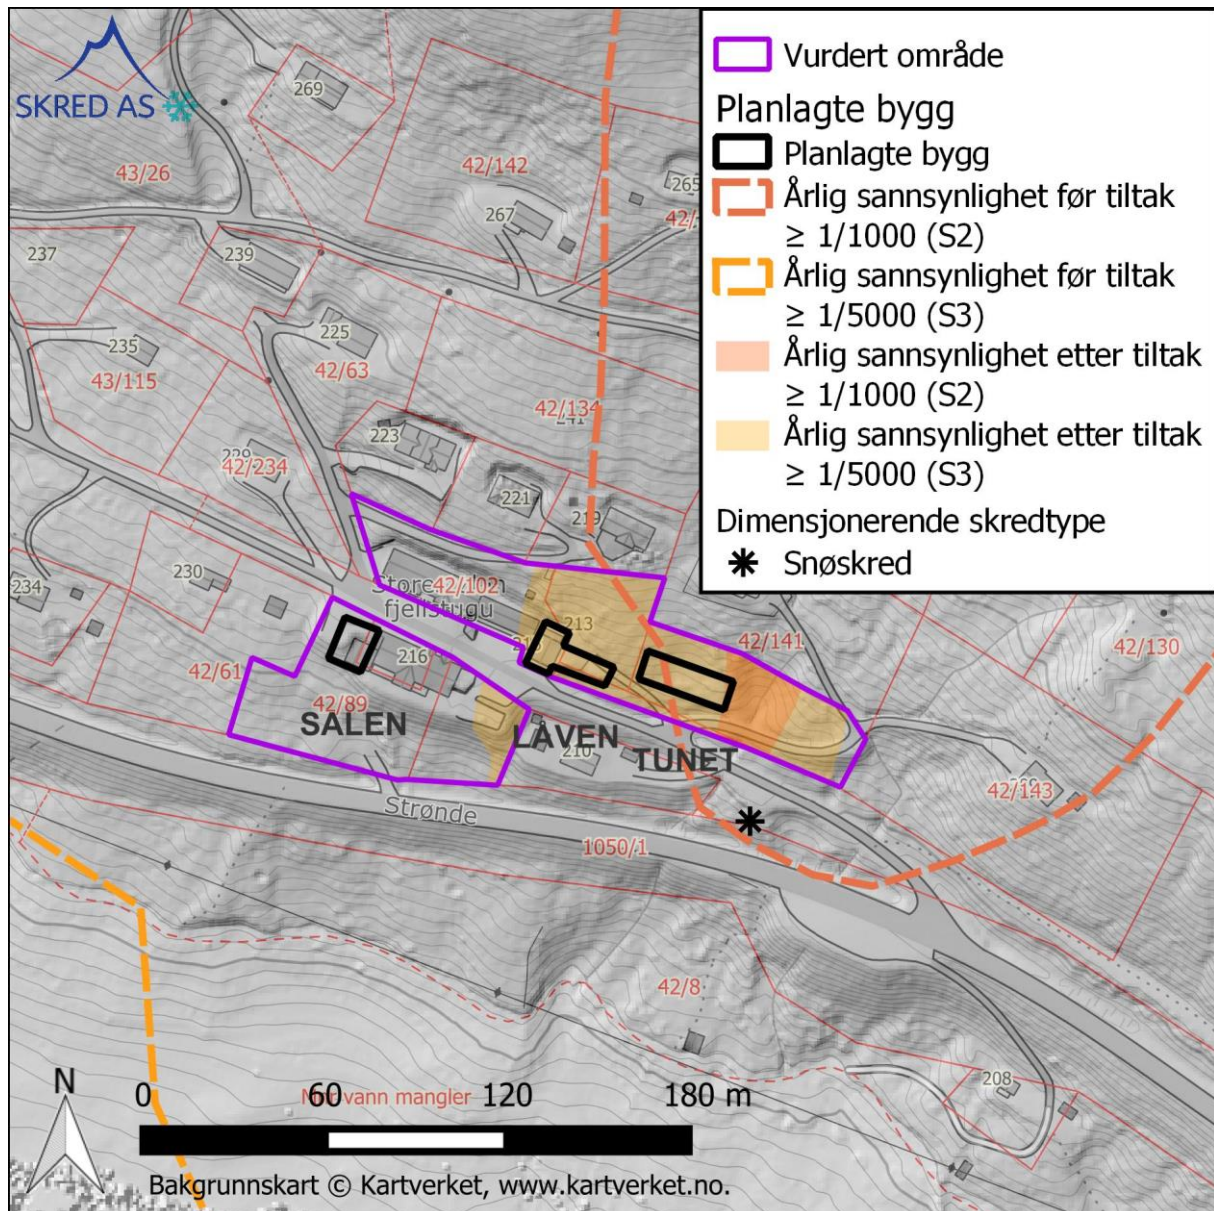 SKRED AS
Vurdert område
Planlagte bygg
Planlagte bygg
Årlig sannsynlighet før tiltak
≥ 1/1000 (S2)
Årlig sannsynlighet før tiltak
≥ 1/5000 (S3)
Årlig sannsynlighet etter tiltak
≥ 1/1000 (S2)
Årlig sannsynlighet etter tiltak
≥ 1/5000 (S3)
Dimensjonerende skredtype
Snøskred
269
43/26
42/142
265
267
237
239
225
235
42/63
43/115
42/134
241
223
229
42/234
221
219
234
230
42/102
fjellstugu
213
216
42/141
42/130
42/61
42/89
SALEN
LÅVEN
210
TUNET
42/143
Strønde
1050/1
42/8
208
N
0 60 120 180 m
vann mangler
Bakgrunnskart © Kartverket, www.kartverket.no.